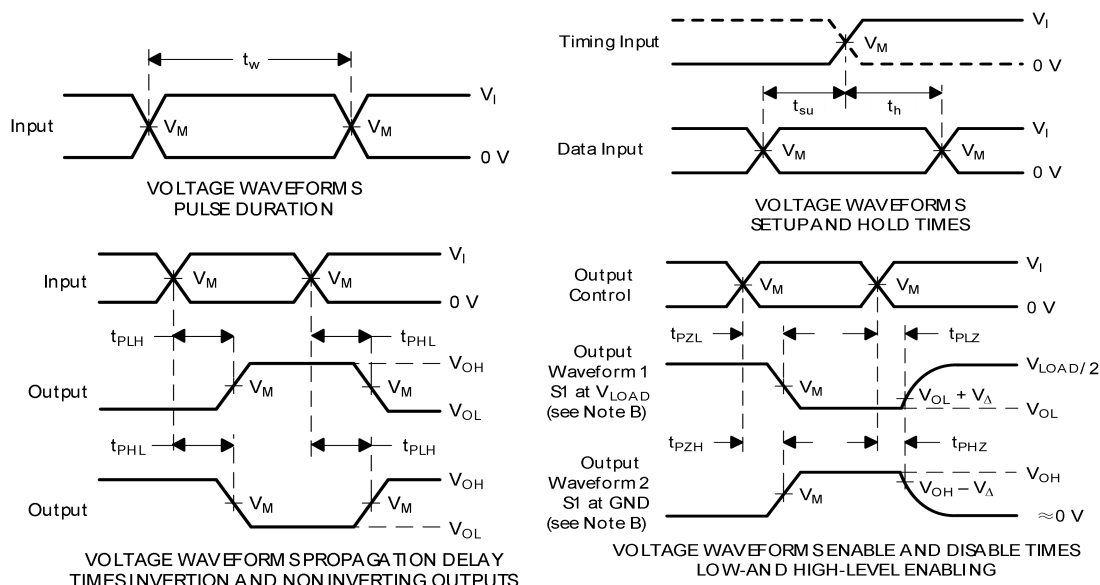 t_w
V_I
Input
V_M
V_M
0 V
VOLTAGE WAVEFORMS
PULSE DURATION
Timing Input
V_I
V_M
0 V
t_su
t_h
V_I
Data Input
V_M
V_M
0 V
VOLTAGE WAVEFORMS
SETUP AND HOLD TIMES
Input
V_I
V_M
V_M
0 V
t_PLH
t_PHL
V_OH
Output
V_M
V_M
V_OL
t_PHL
t_PLH
V_OH
Output
V_M
V_M
V_OL
VOLTAGE WAVEFORMS PROPAGATION DELAY
TIMES INVERTION AND NON INVERTING OUTPUTS
Output
Control
V_I
V_M
V_M
0 V
t_PZL
t_PLZ
Output
Waveform 1
S1 at V_LOAD
(see Note B)
V_LOAD/2
V_M
V_OL + V_Δ
V_OL
t_PZH
t_PHZ
Output
Waveform 2
S1 at GND
(see Note B)
V_OH
V_M
V_OH – V_Δ
≈0 V
VOLTAGE WAVEFORMS ENABLE AND DISABLE TIMES
LOW-AND HIGH-LEVEL ENABLING